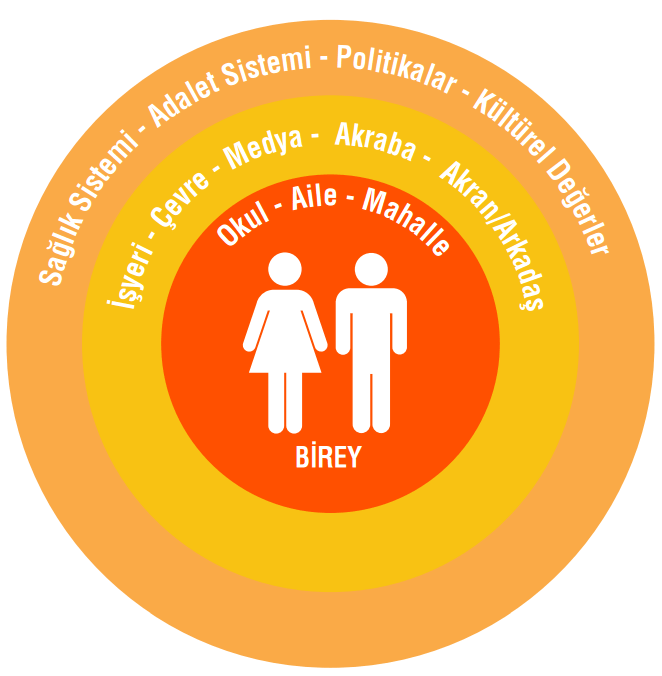 Sağlık Sistemi - Adalet Sistemi - Politikalar - Kültürel Değerler
İşyeri - Çevre - Medya - Akraba - Akran/Arkadaş
Okul - Aile - Mahalle
BİREY